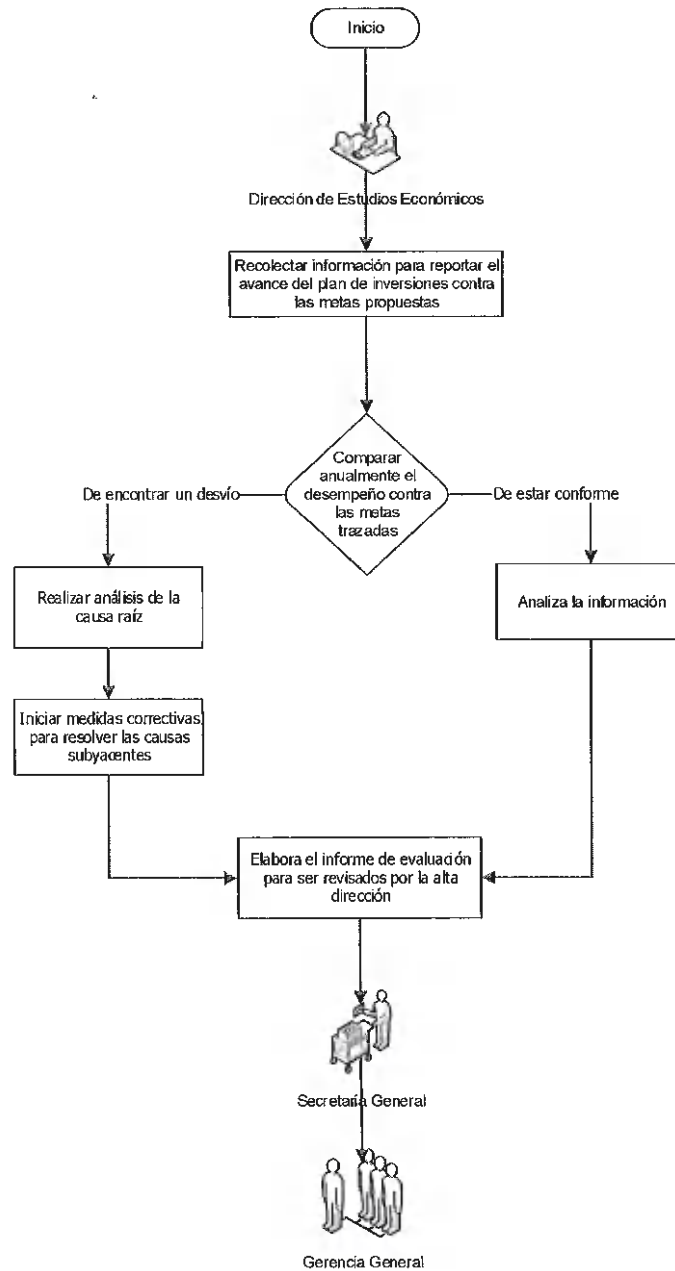 Inicio
Dirección de Estudios Económicos
Recolectar información para reportar el
avance del plan de inversiones contra
las metas propuestas
Comparar
anualmente el
desempeño contra
las metas
trazadas
De encontrar un desvío
De estar conforme
Realizar análisis de la
causa raíz
Analiza la información
Iniciar medidas correctivas
para resolver las causas
subyacentes
Elabora el informe de evaluación
para ser revisados por la alta
dirección
Secretaría General
Gerencia General